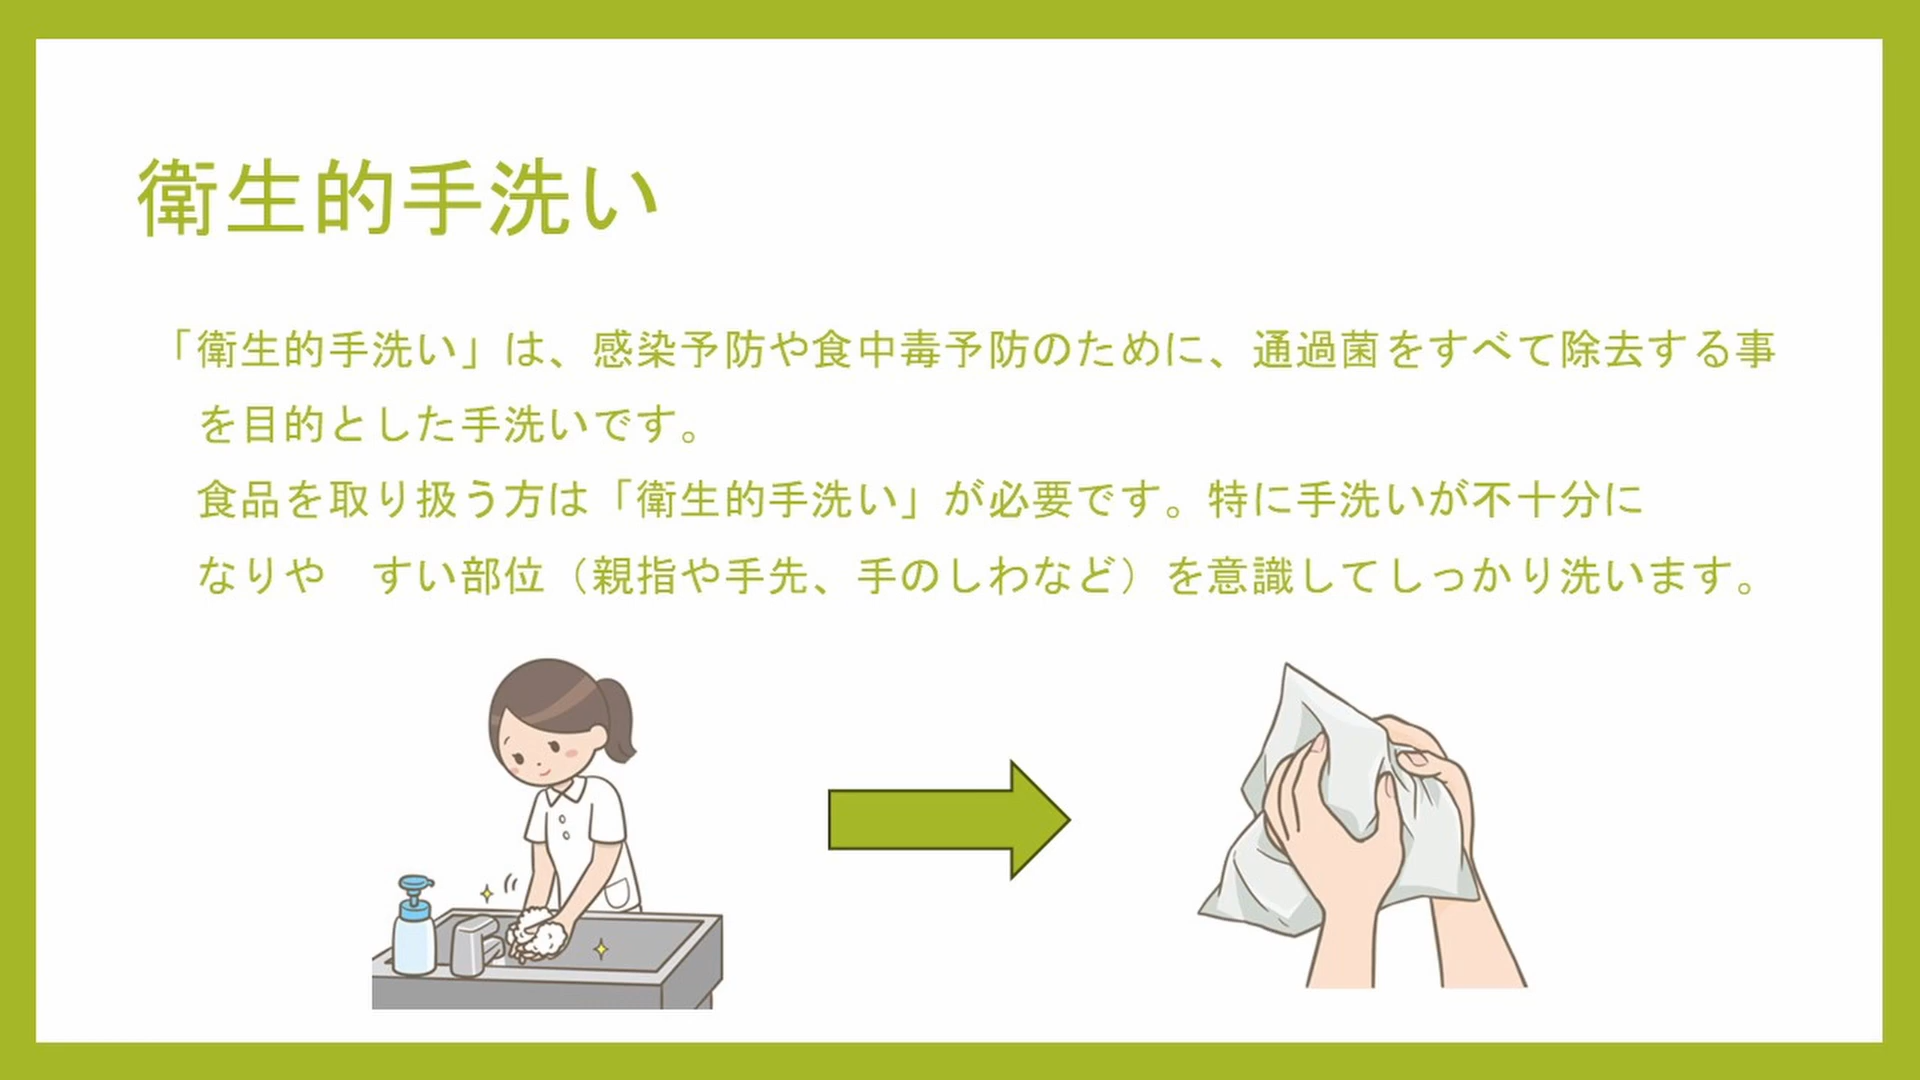 衛生的手洗い
「衛生的手洗い」は、感染予防や食中毒予防のために、通過菌をすべて除去する事
を目的とした手洗いです。
食品を取り扱う方は「衛生的手洗い」が必要です。特に手洗いが不十分に
なりや　すい部位（親指や手先、手のしわなど）を意識してしっかり洗います。